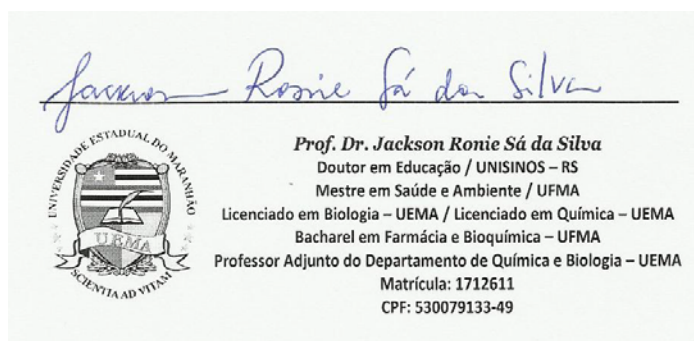 Jackson Ronie Sá da Silva
Prof. Dr. Jackson Ronie Sá da Silva
Doutor em Educação / UNISINOS – RS
Mestre em Saúde e Ambiente / UFMA
Licenciado em Biologia – UEMA / Licenciado em Química – UEMA
Bacharel em Farmácia e Bioquímica – UFMA
Professor Adjunto do Departamento de Química e Biologia – UEMA
Matrícula: 1712611
CPF: 530079133-49
UNIVERSIDADE ESTADUAL DO MARANHÃO
UEMA
SCIENTIA AD VITAM